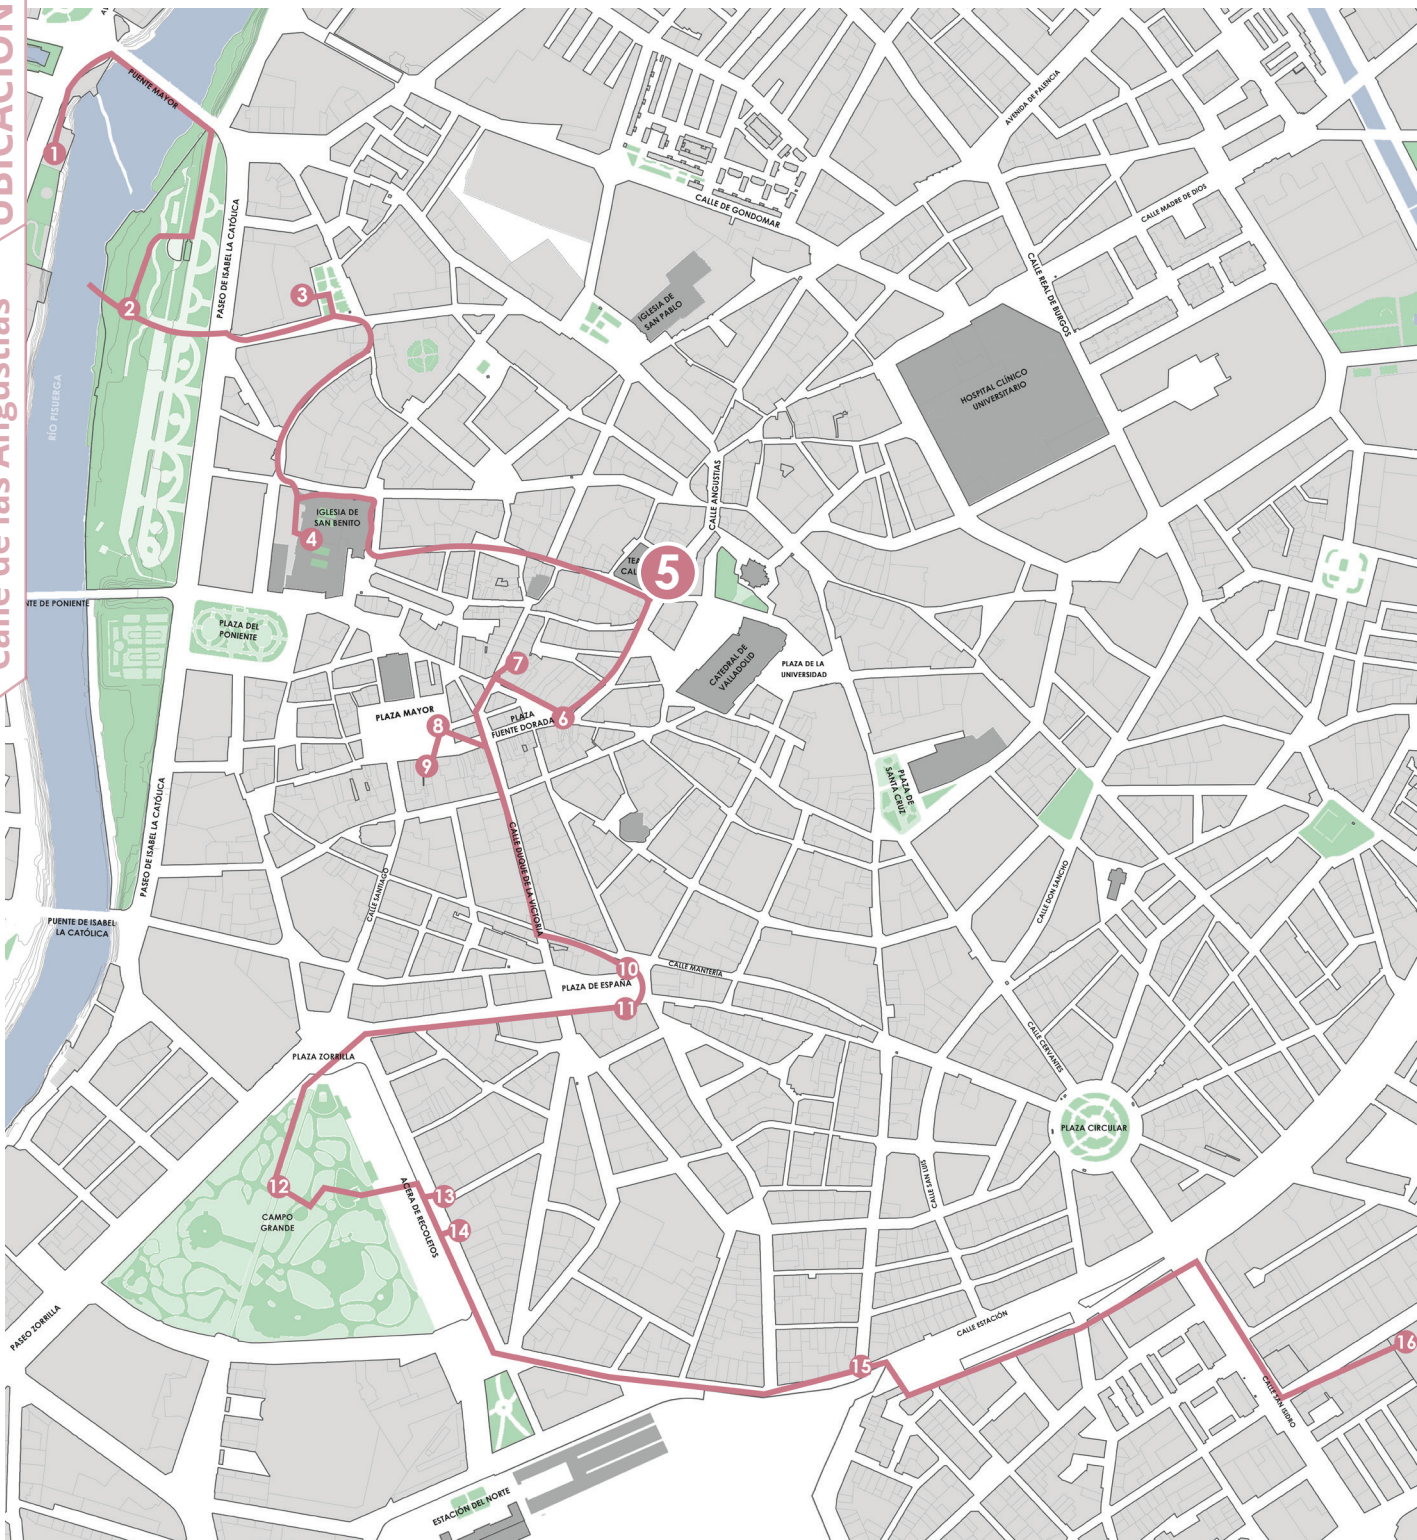 UBICACIÓN
Calle de las Angustias
PUENTE MAYOR
1
AVENIDA DE PALENCIA
CALLE DE GONDOMAR
CALLE MADRE DE DIOS
PASEO DE ISABEL LA CATÓLICA
2
3
IGLESIA DE
SAN PABLO
CALLE REAL DE BURGOS
RÍO PISUERGA
HOSPITAL CLÍNICO
UNIVERSITARIO
CALLE ANGUSTIAS
IGLESIA DE
SAN BENITO
4
TEA
CAL
5
TE DE PONIENTE
PLAZA DEL
PONIENTE
CATEDRAL DE
VALLADOLID
PLAZA DE LA
UNIVERSIDAD
7
PLAZA MAYOR
8
PLAZA
FUENTE DORADA
6
9
PLAZA DE
SANTA CRUZ
PASEO DE ISABEL LA CATÓLICA
CALLE DUQUE DE LA VICTORIA
CALLE SANTIAGO
CALLE DON SANCHO
PUENTE DE ISABEL
LA CATÓLICA
10
CALLE MANTERÍA
PLAZA DE ESPAÑA
11
PLAZA ZORRILLA
CALLE CERVANTES
PLAZA CIRCULAR
12
CAMPO
GRANDE
ACERA DE RECOLETOS
13
14
CALLE SAN LUIS
PASEO ZORRILLA
CALLE ESTACIÓN
15
16
CALLE SAN ISIDRO
ESTACIÓN DEL NORTE